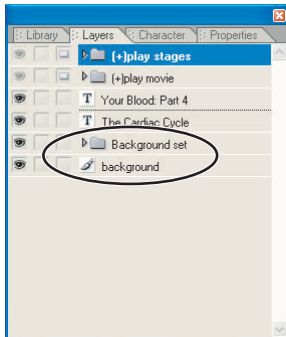 Library Layers Character Properties
(+)play stages
(+)play movie
T Your Blood: Part 4
T The Cardiac Cycle
Background set
background